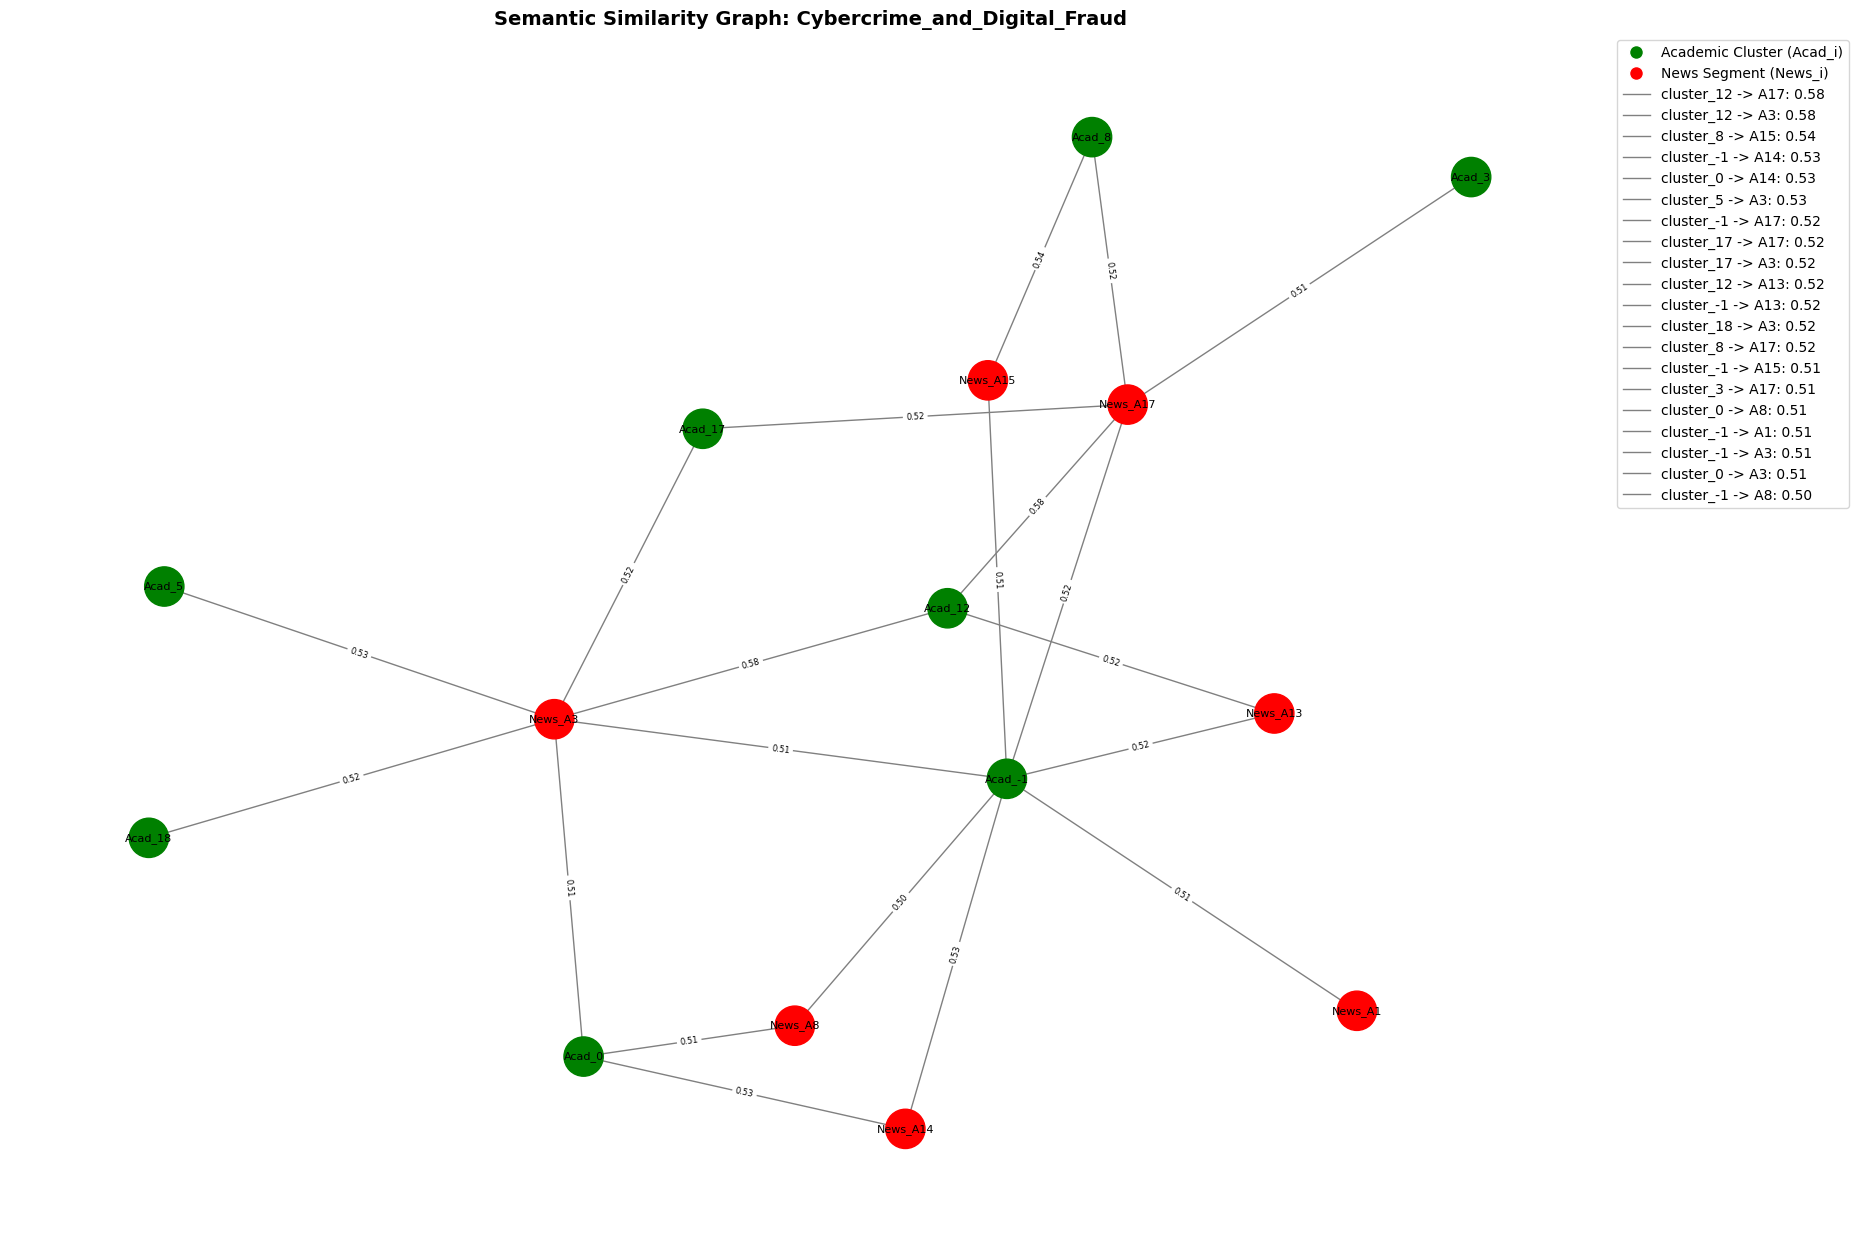 Semantic Similarity Graph: Cybercrime_and_Digital_Fraud
Academic Cluster (Acad_i)
News Segment (News_i)
cluster_12 -> A17: 0.58
cluster_12 -> A3: 0.58
cluster_8 -> A15: 0.54
cluster_-1 -> A14: 0.53
cluster_0 -> A14: 0.53
cluster_5 -> A3: 0.53
cluster_-1 -> A17: 0.52
cluster_17 -> A17: 0.52
cluster_17 -> A3: 0.52
cluster_12 -> A13: 0.52
cluster_-1 -> A13: 0.52
cluster_18 -> A3: 0.52
cluster_8 -> A17: 0.52
cluster_-1 -> A15: 0.51
cluster_3 -> A17: 0.51
cluster_0 -> A8: 0.51
cluster_-1 -> A1: 0.51
cluster_-1 -> A3: 0.51
cluster_0 -> A3: 0.51
cluster_-1 -> A8: 0.50
Acad_8
Acad_3
0.54
0.52
0.51
News_A15
News_A17
0.52
Acad_17
0.58
0.52
0.51
Acad_5
0.52
Acad_12
0.53
0.58
0.52
News_A3
News_A13
0.51
0.52
0.52
Acad_-1
Acad_18
0.51
0.50
0.51
0.53
News_A1
News_A8
0.51
Acad_0
0.53
News_A14